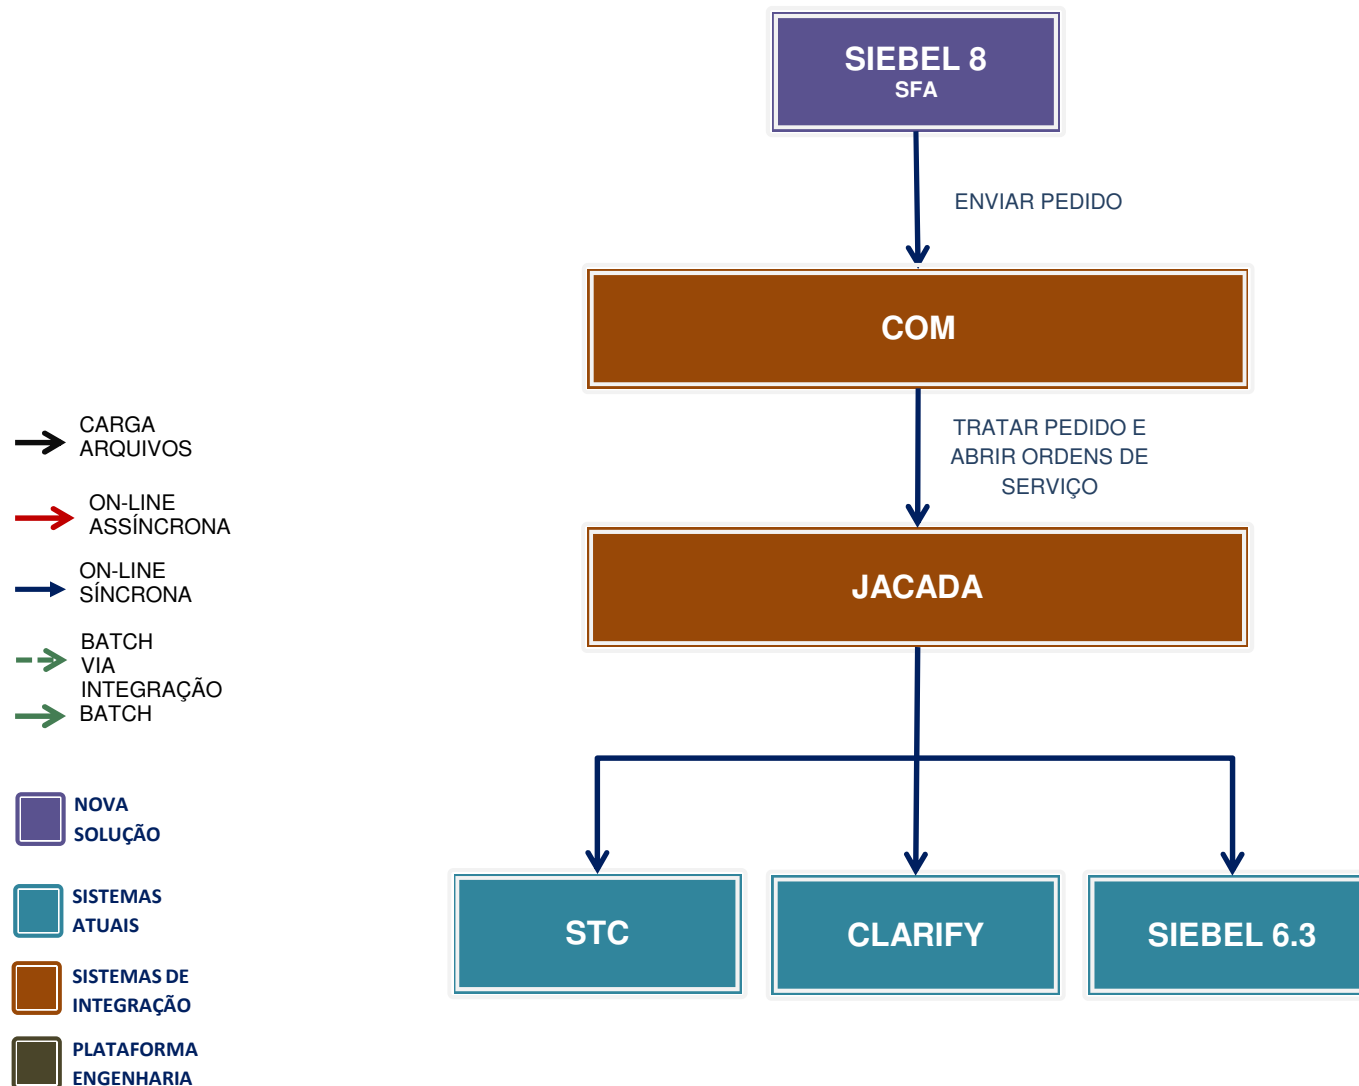 SIEBEL 8
SFA
ENVIAR PEDIDO
COM
TRATAR PEDIDO E
ABRIR ORDENS DE
SERVIÇO
JACADA
STC
CLARIFY
SIEBEL 6.3
CARGA
ARQUIVOS
ON-LINE
ASSÍNCRONA
ON-LINE
SÍNCRONA
BATCH
VIA
INTEGRAÇÃO
BATCH
NOVA
SOLUÇÃO
SISTEMAS
ATUAIS
SISTEMAS DE
INTEGRAÇÃO
PLATAFORMA
ENGENHARIA